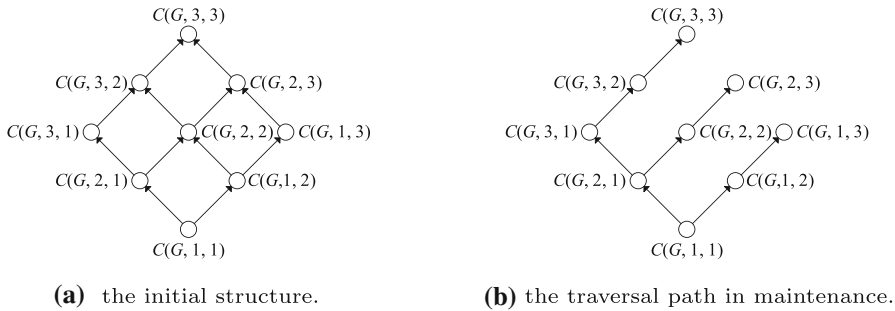 C(G, 3, 3)
C(G, 3, 2)
C(G, 2, 3)
C(G, 3, 1)
C(G, 2, 2)
C(G, 1, 3)
C(G, 2, 1)
C(G,1, 2)
C(G, 1, 1)
(a) the initial structure.
C(G, 3, 3)
C(G, 3, 2)
C(G, 2, 3)
C(G, 3, 1)
C(G, 2, 2)
C(G, 1, 3)
C(G, 2, 1)
C(G,1, 2)
C(G, 1, 1)
(b) the traversal path in maintenance.